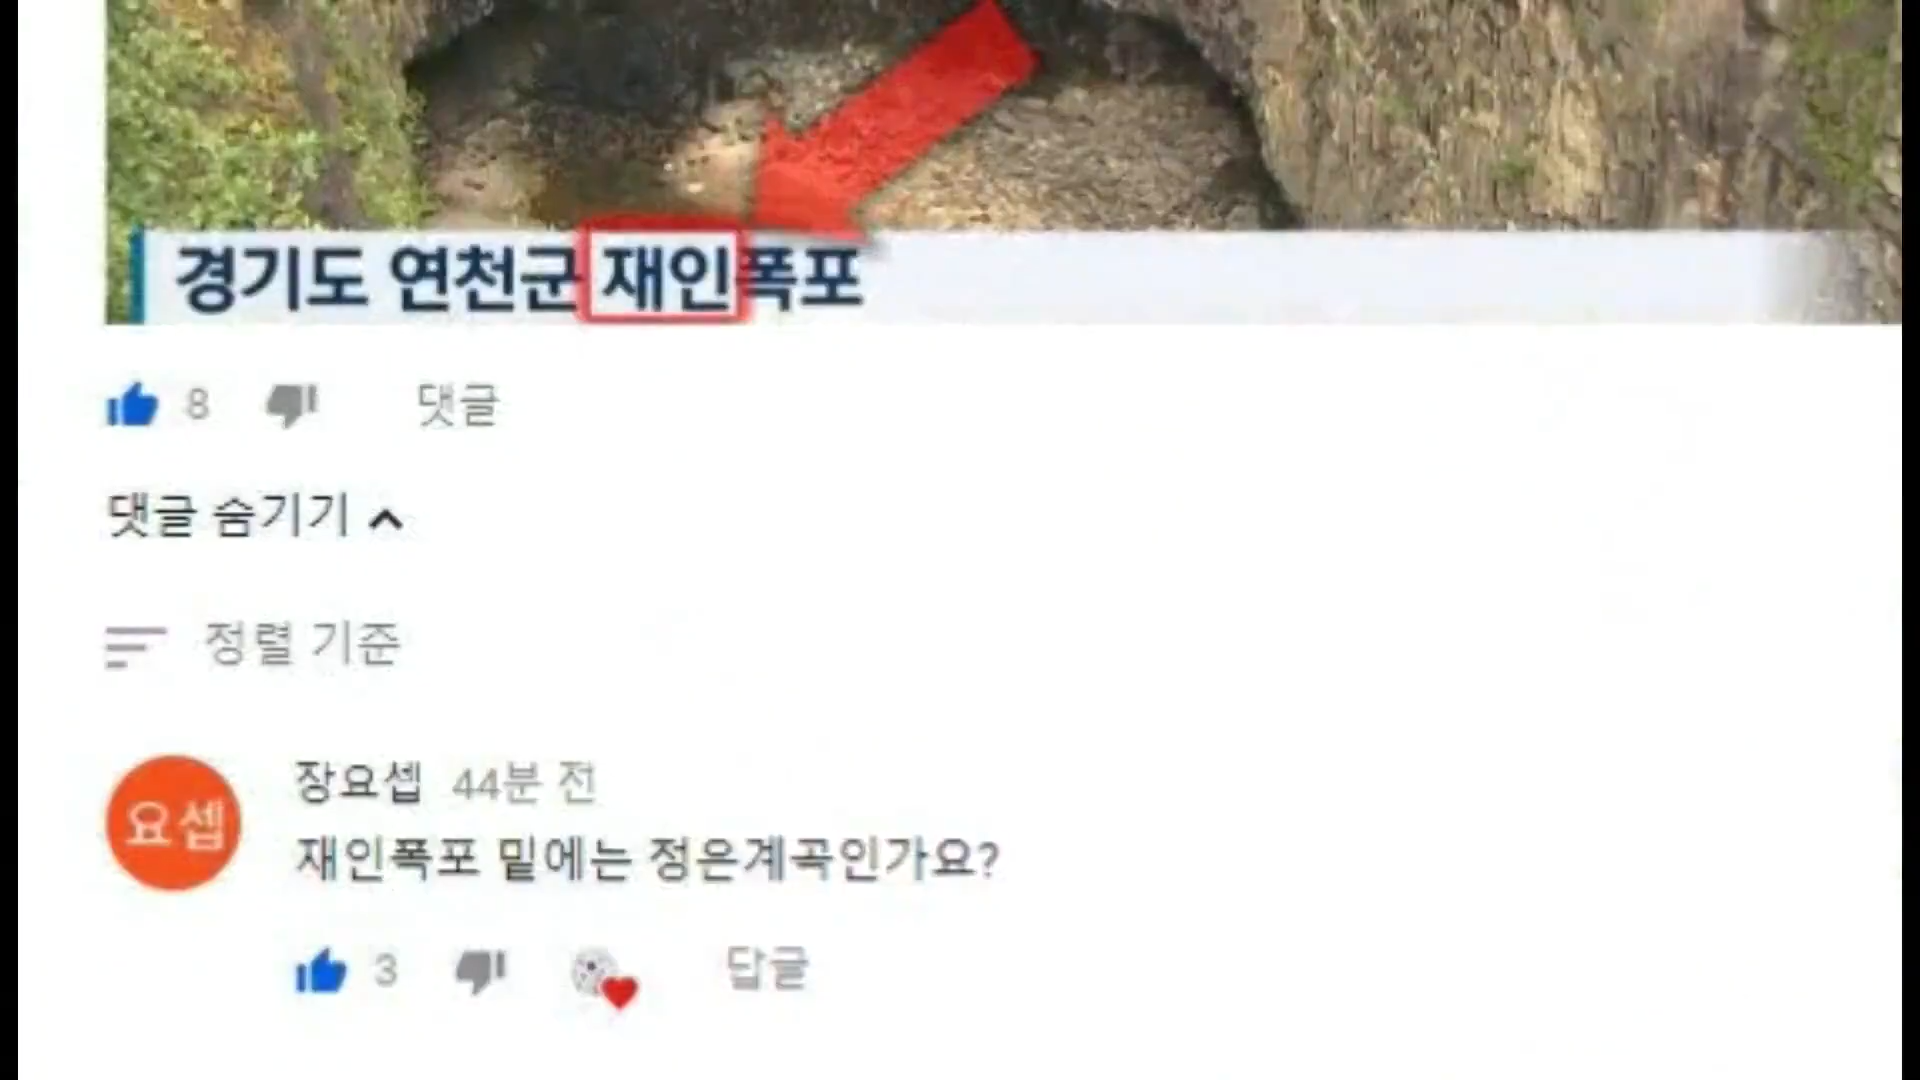 경기도 연천군 재인폭포
8 댓글
댓글 숨기기
정렬 기준
요셉
장요셉 44분 전
재인폭포 밑에는 정은계곡인가요?
3 답글